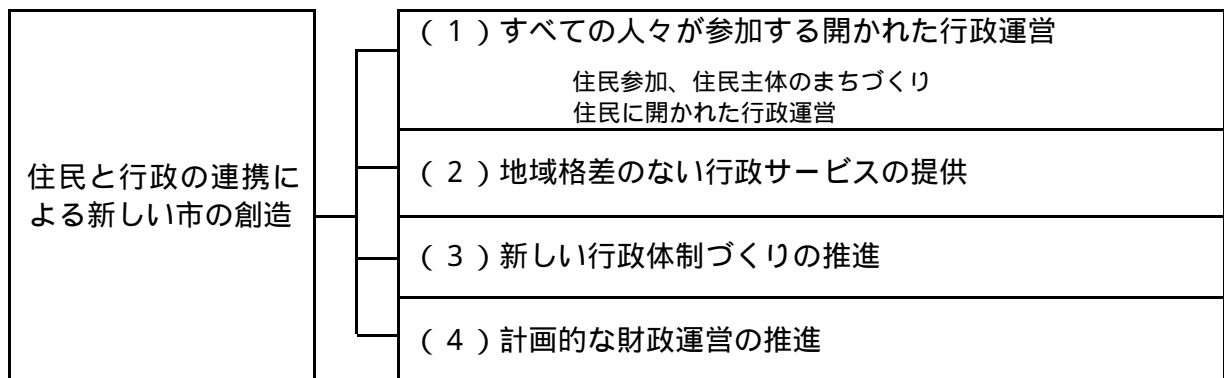 住民と行政の連携に
よる新しい市の創造
(１)すべての人々が参加する開かれた行政運営
住民参加、住民主体のまちづくり
住民に開かれた行政運営
(２)地域格差のない行政サービスの提供
(３)新しい行政体制づくりの推進
(４)計画的な財政運営の推進